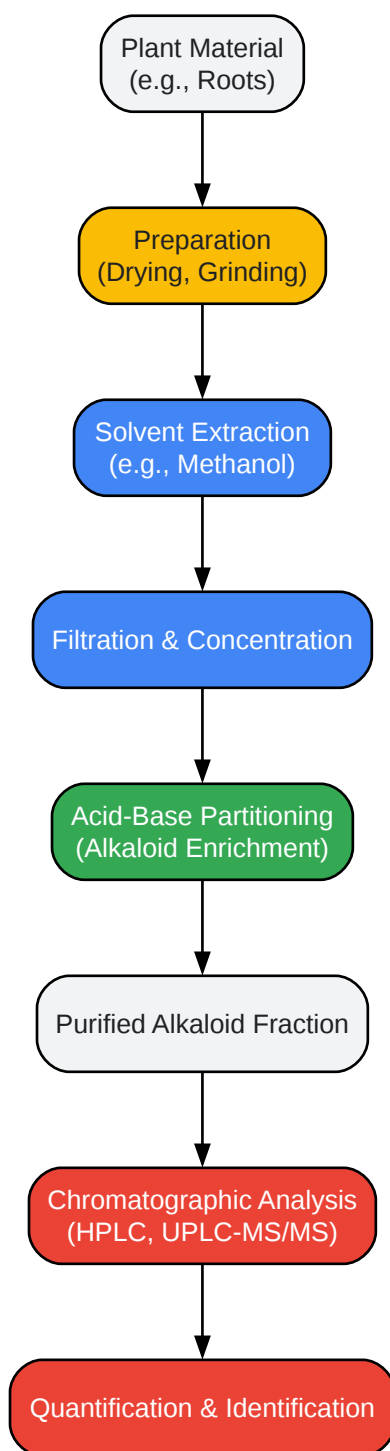 Plant Material
(e.g., Roots)
Preparation
(Drying, Grinding)
Solvent Extraction
(e.g., Methanol)
Filtration & Concentration
Acid-Base Partitioning
(Alkaloid Enrichment)
Purified Alkaloid Fraction
Chromatographic Analysis
(HPLC, UPLC-MS/MS)
Quantification & Identification